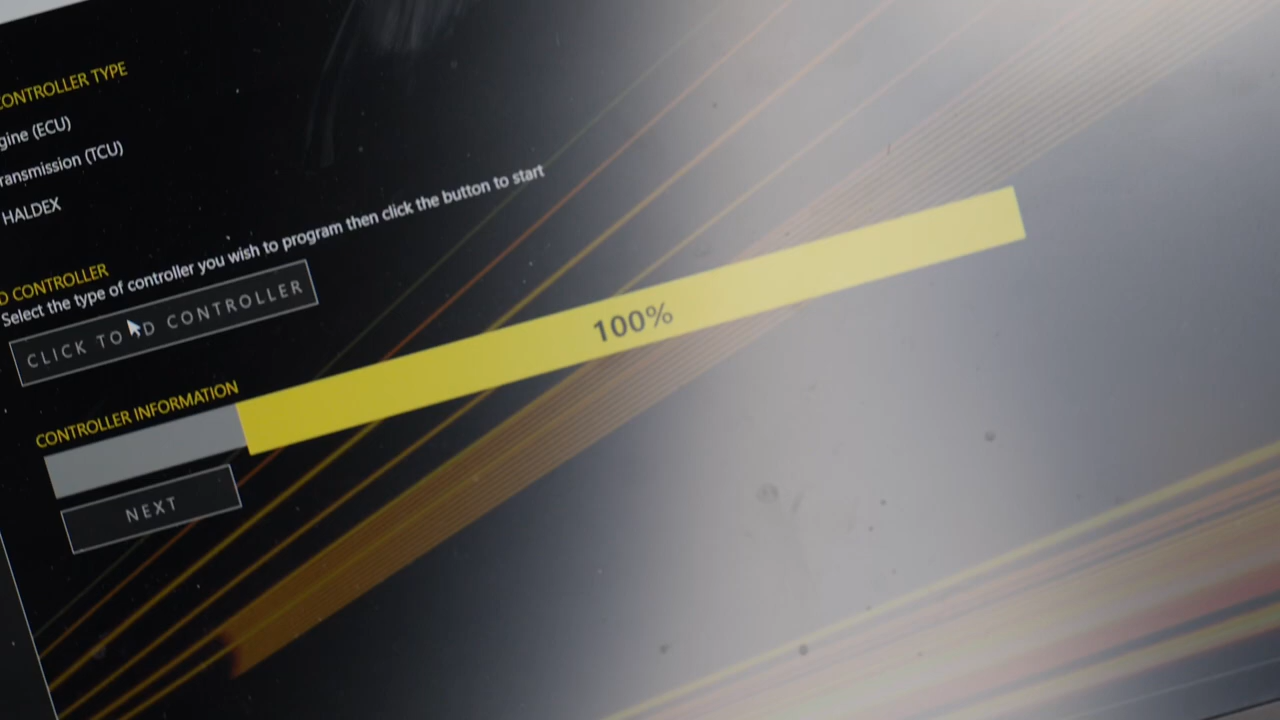 CONTROLLER TYPE
gine (ECU)
ransmission (TCU)
HALDEX
D CONTROLLER
Select the type of controller you wish to program then click the button to start
CLICK TO D CONTROLLER
100%
CONTROLLER INFORMATION
NEXT